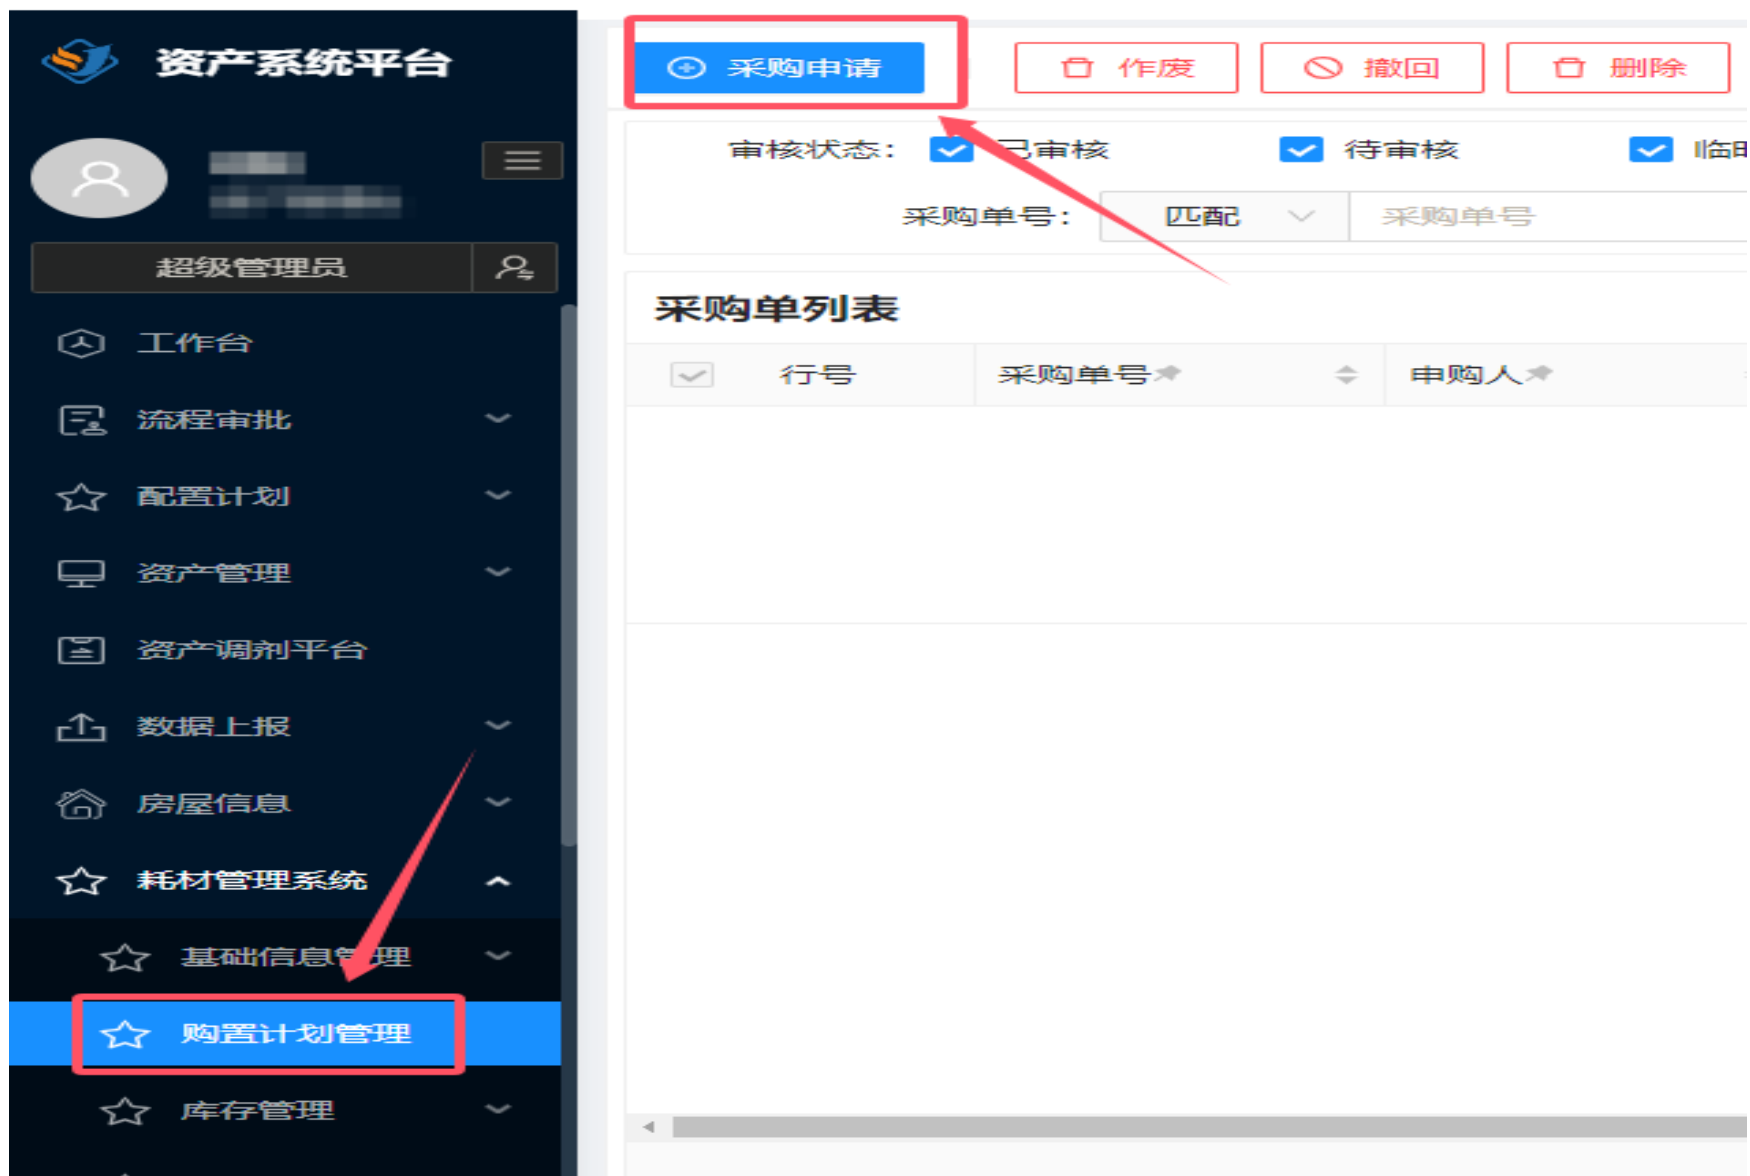 资产系统平台
超级管理员
工作台
流程审批
配置计划
资产管理
资产调剂平台
数据上报
房屋信息
耗材管理系统
基础信息管理
购置计划管理
库存管理
采购申请 作废 撤回 删除
审核状态： 已审核 待审核 临时
采购单号： 匹配 采购单号
采购单列表
行号 采购单号 申购人